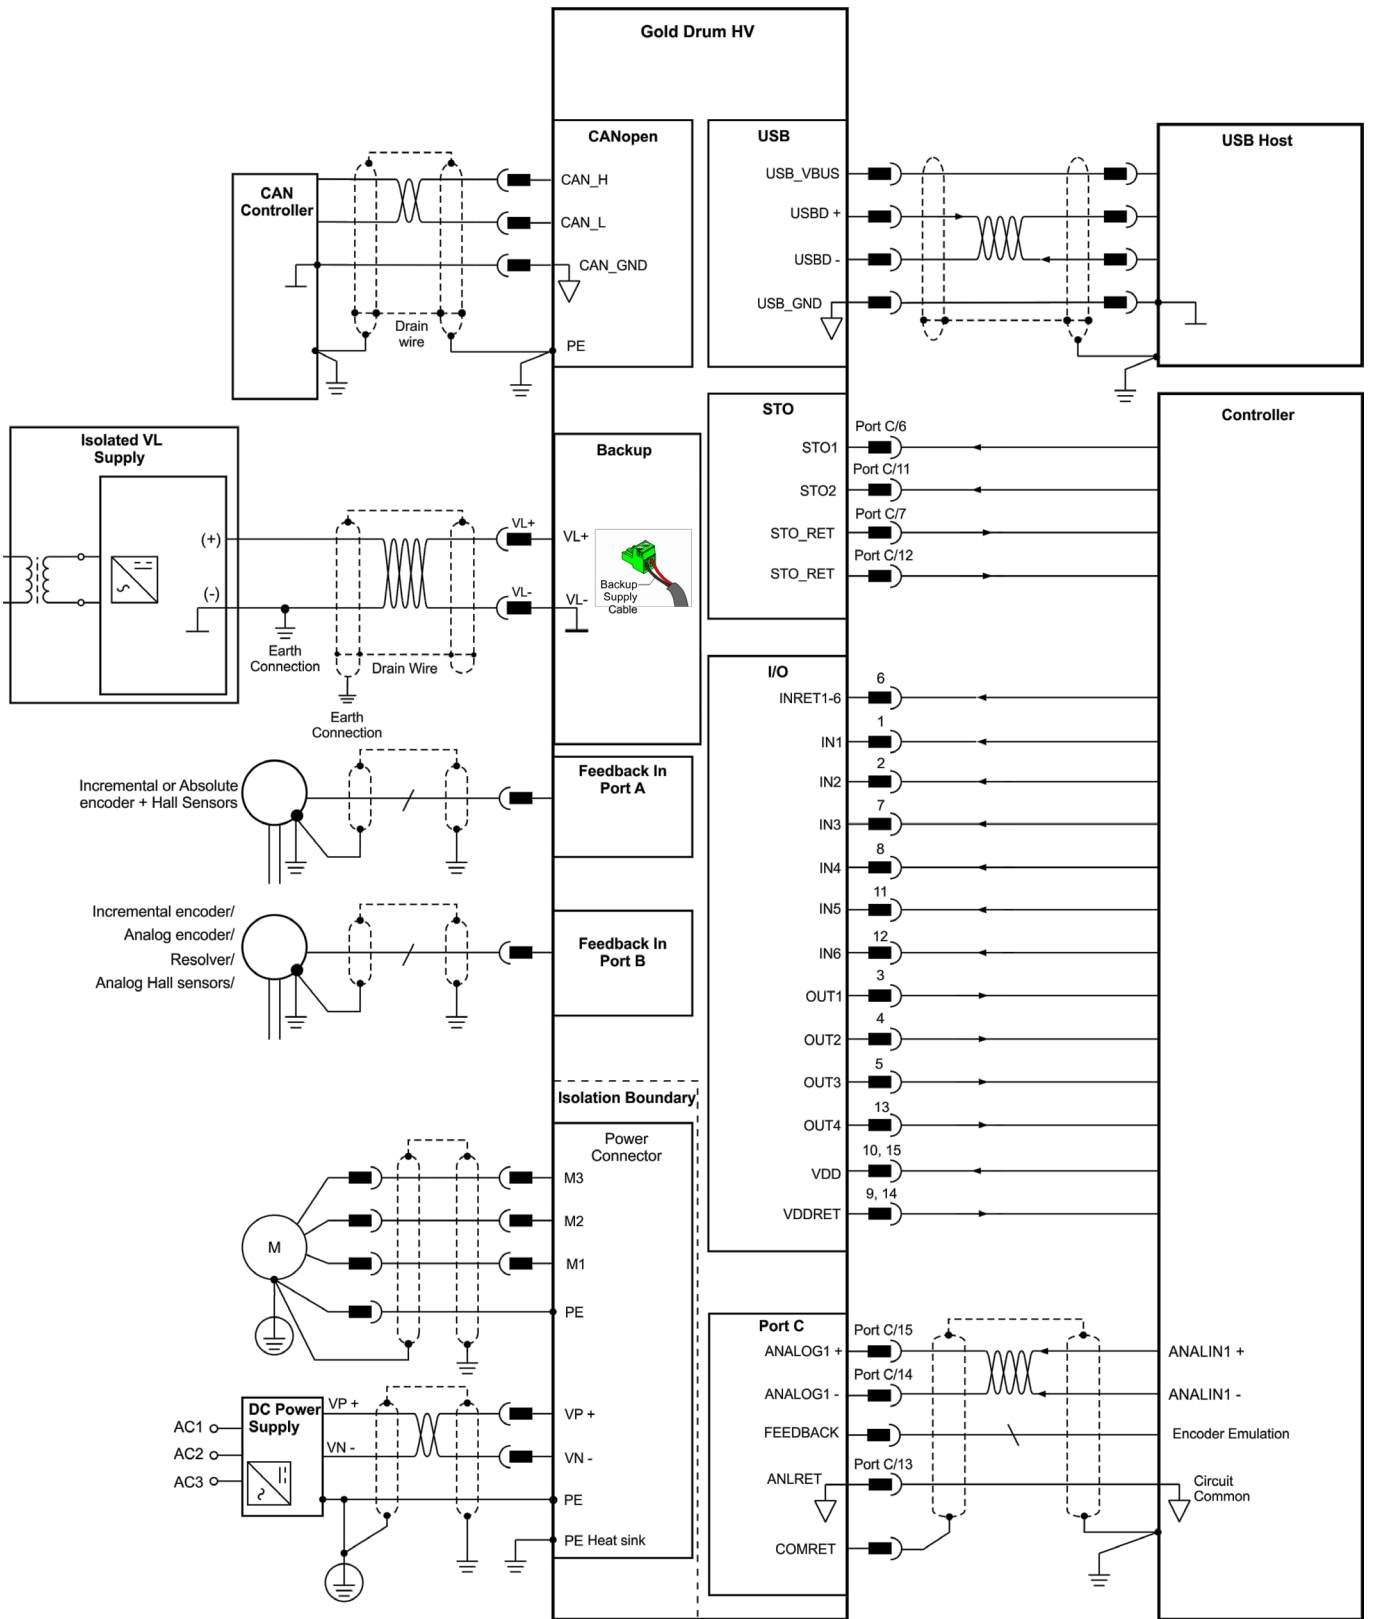 Gold Drum HV
CANopen
CAN
Controller
CAN_H
CAN_L
CAN_GND
Drain
wire
PE
USB
USB_VBUS
USBD +
USBD -
USB_GND
USB Host
Isolated VL
Supply
(+)
(-)
Earth
Connection
Drain Wire
Earth
Connection
VL+
VL-
Backup
VL+
VL-
Backup
Supply
Cable
STO
STO1
STO2
STO_RET
STO_RET
Port C/6
Port C/11
Port C/7
Port C/12
Controller
Incremental or Absolute
encoder + Hall Sensors
Feedback In
Port A
Incremental encoder/
Analog encoder/
Resolver/
Analog Hall sensors/
Feedback In
Port B
I/O
INRET1-6
6
IN1
1
IN2
2
IN3
7
IN4
8
IN5
11
IN6
12
OUT1
3
OUT2
4
OUT3
5
OUT4
13
VDD
10, 15
VDDRET
9, 14
Isolation Boundary
Power
Connector
M
M3
M2
M1
PE
DC Power
Supply
AC1
AC2
AC3
VP +
VN -
VP +
VN -
PE
PE Heat sink
Port C
ANALOG1 +
Port C/15
ANALIN1 +
ANALOG1 -
Port C/14
ANALIN1 -
FEEDBACK
Encoder Emulation
ANLRET
Port C/13
Circuit
Common
COMRET